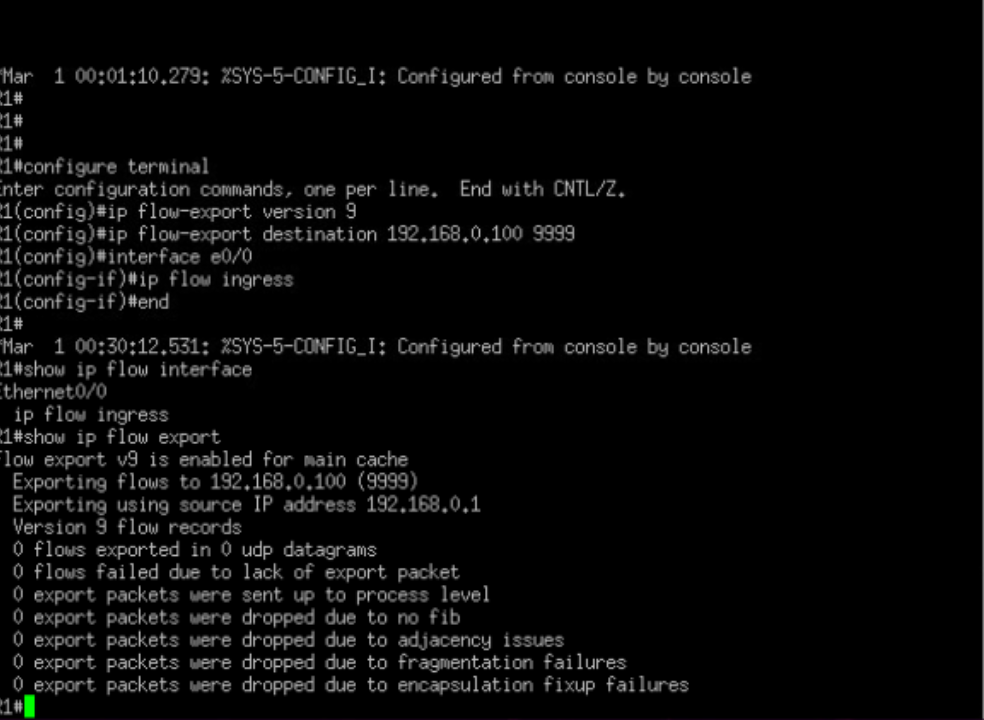 *Mar  1 00:01:10.279: %SYS-5-CONFIG_I: Configured from console by console
R1#
R1#
R1#
R1#configure terminal
Enter configuration commands, one per line.  End with CNTL/Z.
R1(config)#ip flow-export version 9
R1(config)#ip flow-export destination 192.168.0.100 9999
R1(config)#interface e0/0
R1(config-if)#ip flow ingress
R1(config-if)#end
R1#
*Mar  1 00:30:12.531: %SYS-5-CONFIG_I: Configured from console by console
R1#show ip flow interface
Ethernet0/0
  ip flow ingress
R1#show ip flow export
Flow export v9 is enabled for main cache
  Exporting flows to 192.168.0.100 (9999)
  Exporting using source IP address 192.168.0.1
  Version 9 flow records
  0 flows exported in 0 udp datagrams
  0 flows failed due to lack of export packet
  0 export packets were sent up to process level
  0 export packets were dropped due to no fib
  0 export packets were dropped due to adjacency issues
  0 export packets were dropped due to fragmentation failures
  0 export packets were dropped due to encapsulation fixup failures
R1#